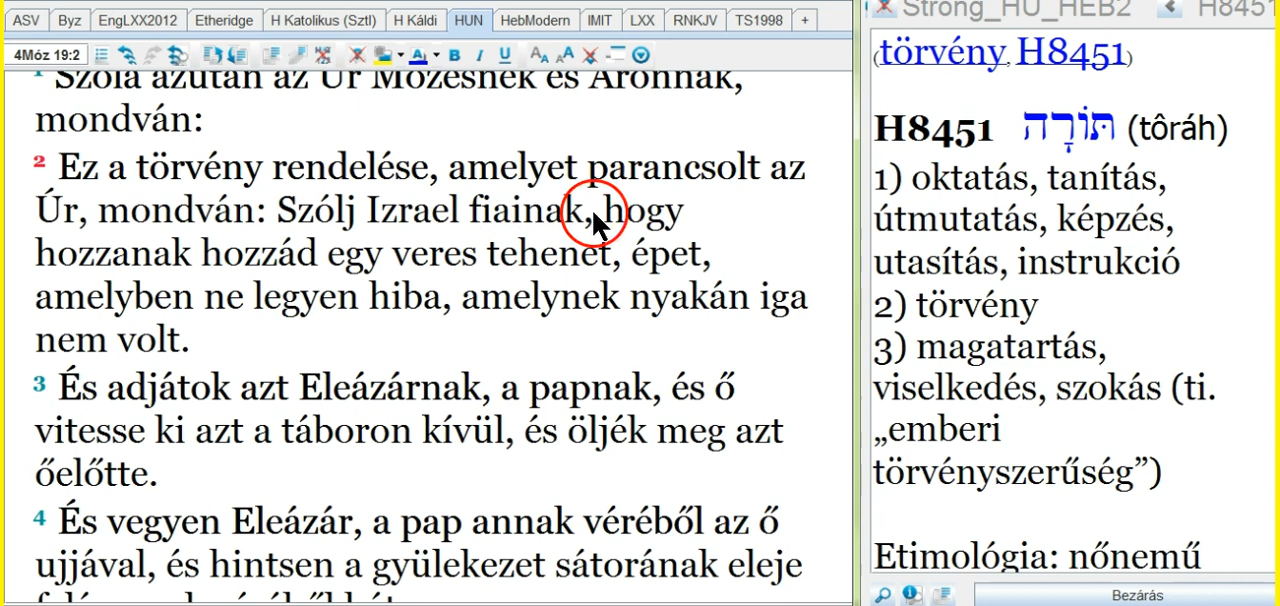 ASV Byz EngLXX2012 Etheridge H Katolikus (Sztl) H Káldi HUN HebModern IMIT LXX RNKJV TS1998 +
4Móz 19:2
1 Szóla azután az Úr Mózesnek és Áronnak,
mondván:
2 Ez a törvény rendelése, amelyet parancsolt az
Úr, mondván: Szólj Izrael fiainak, hogy
hozzanak hozzád egy veres tehenet, épet,
amelyben ne legyen hiba, amelynek nyakán iga
nem volt.
3 És adjátok azt Eleázárnak, a papnak, és ő
vitesse ki azt a táboron kívül, és öljék meg azt
őelőtte.
4 És vegyen Eleázár, a pap annak véréből az ő
ujjával, és hintsen a gyülekezet sátorának eleje
Strong_HU_HEB2 H8451
(törvény, H8451)
H8451 תּוֹרָה (tôráh)
1) oktatás, tanítás,
útmutatás, képzés,
utasítás, instrukció
2) törvény
3) magatartás,
viselkedés, szokás (ti.
„emberi
törvényszerűség”)
Etimológia: nőnemű
Bezárás